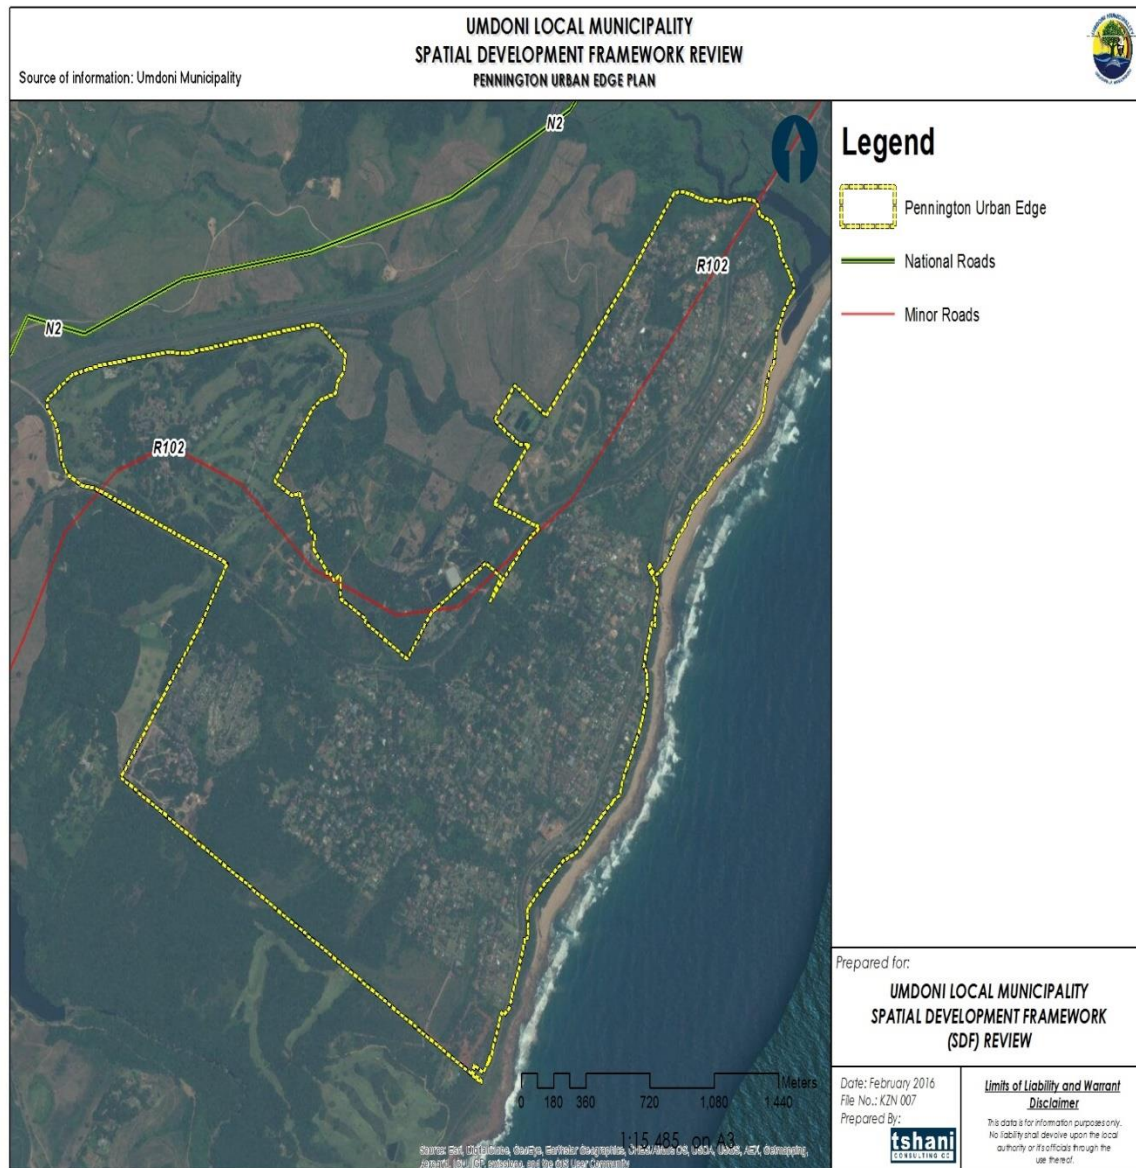 UMDONI LOCAL MUNICIPALITY
SPATIAL DEVELOPMENT FRAMEWORK REVIEW
PENNINGTON URBAN EDGE PLAN
Source of information: Umdoni Municipality
Legend
Pennington Urban Edge
National Roads
Minor Roads
N2
N2
R102
R102
Meters
0 180 360 720 1,080 1,440
1:15 485 on A3
Prepared for:
UMDONI LOCAL MUNICIPALITY
SPATIAL DEVELOPMENT FRAMEWORK
(SDF) REVIEW
Date: February 2016
File No.: KZN 007
Prepared By:
tshani
CONSULTING CC
Limits of Liability and Warrant
Disclaimer
This data is for information purposes only.
No liability shall devolve upon the local
authority or its officials through the
use thereof.